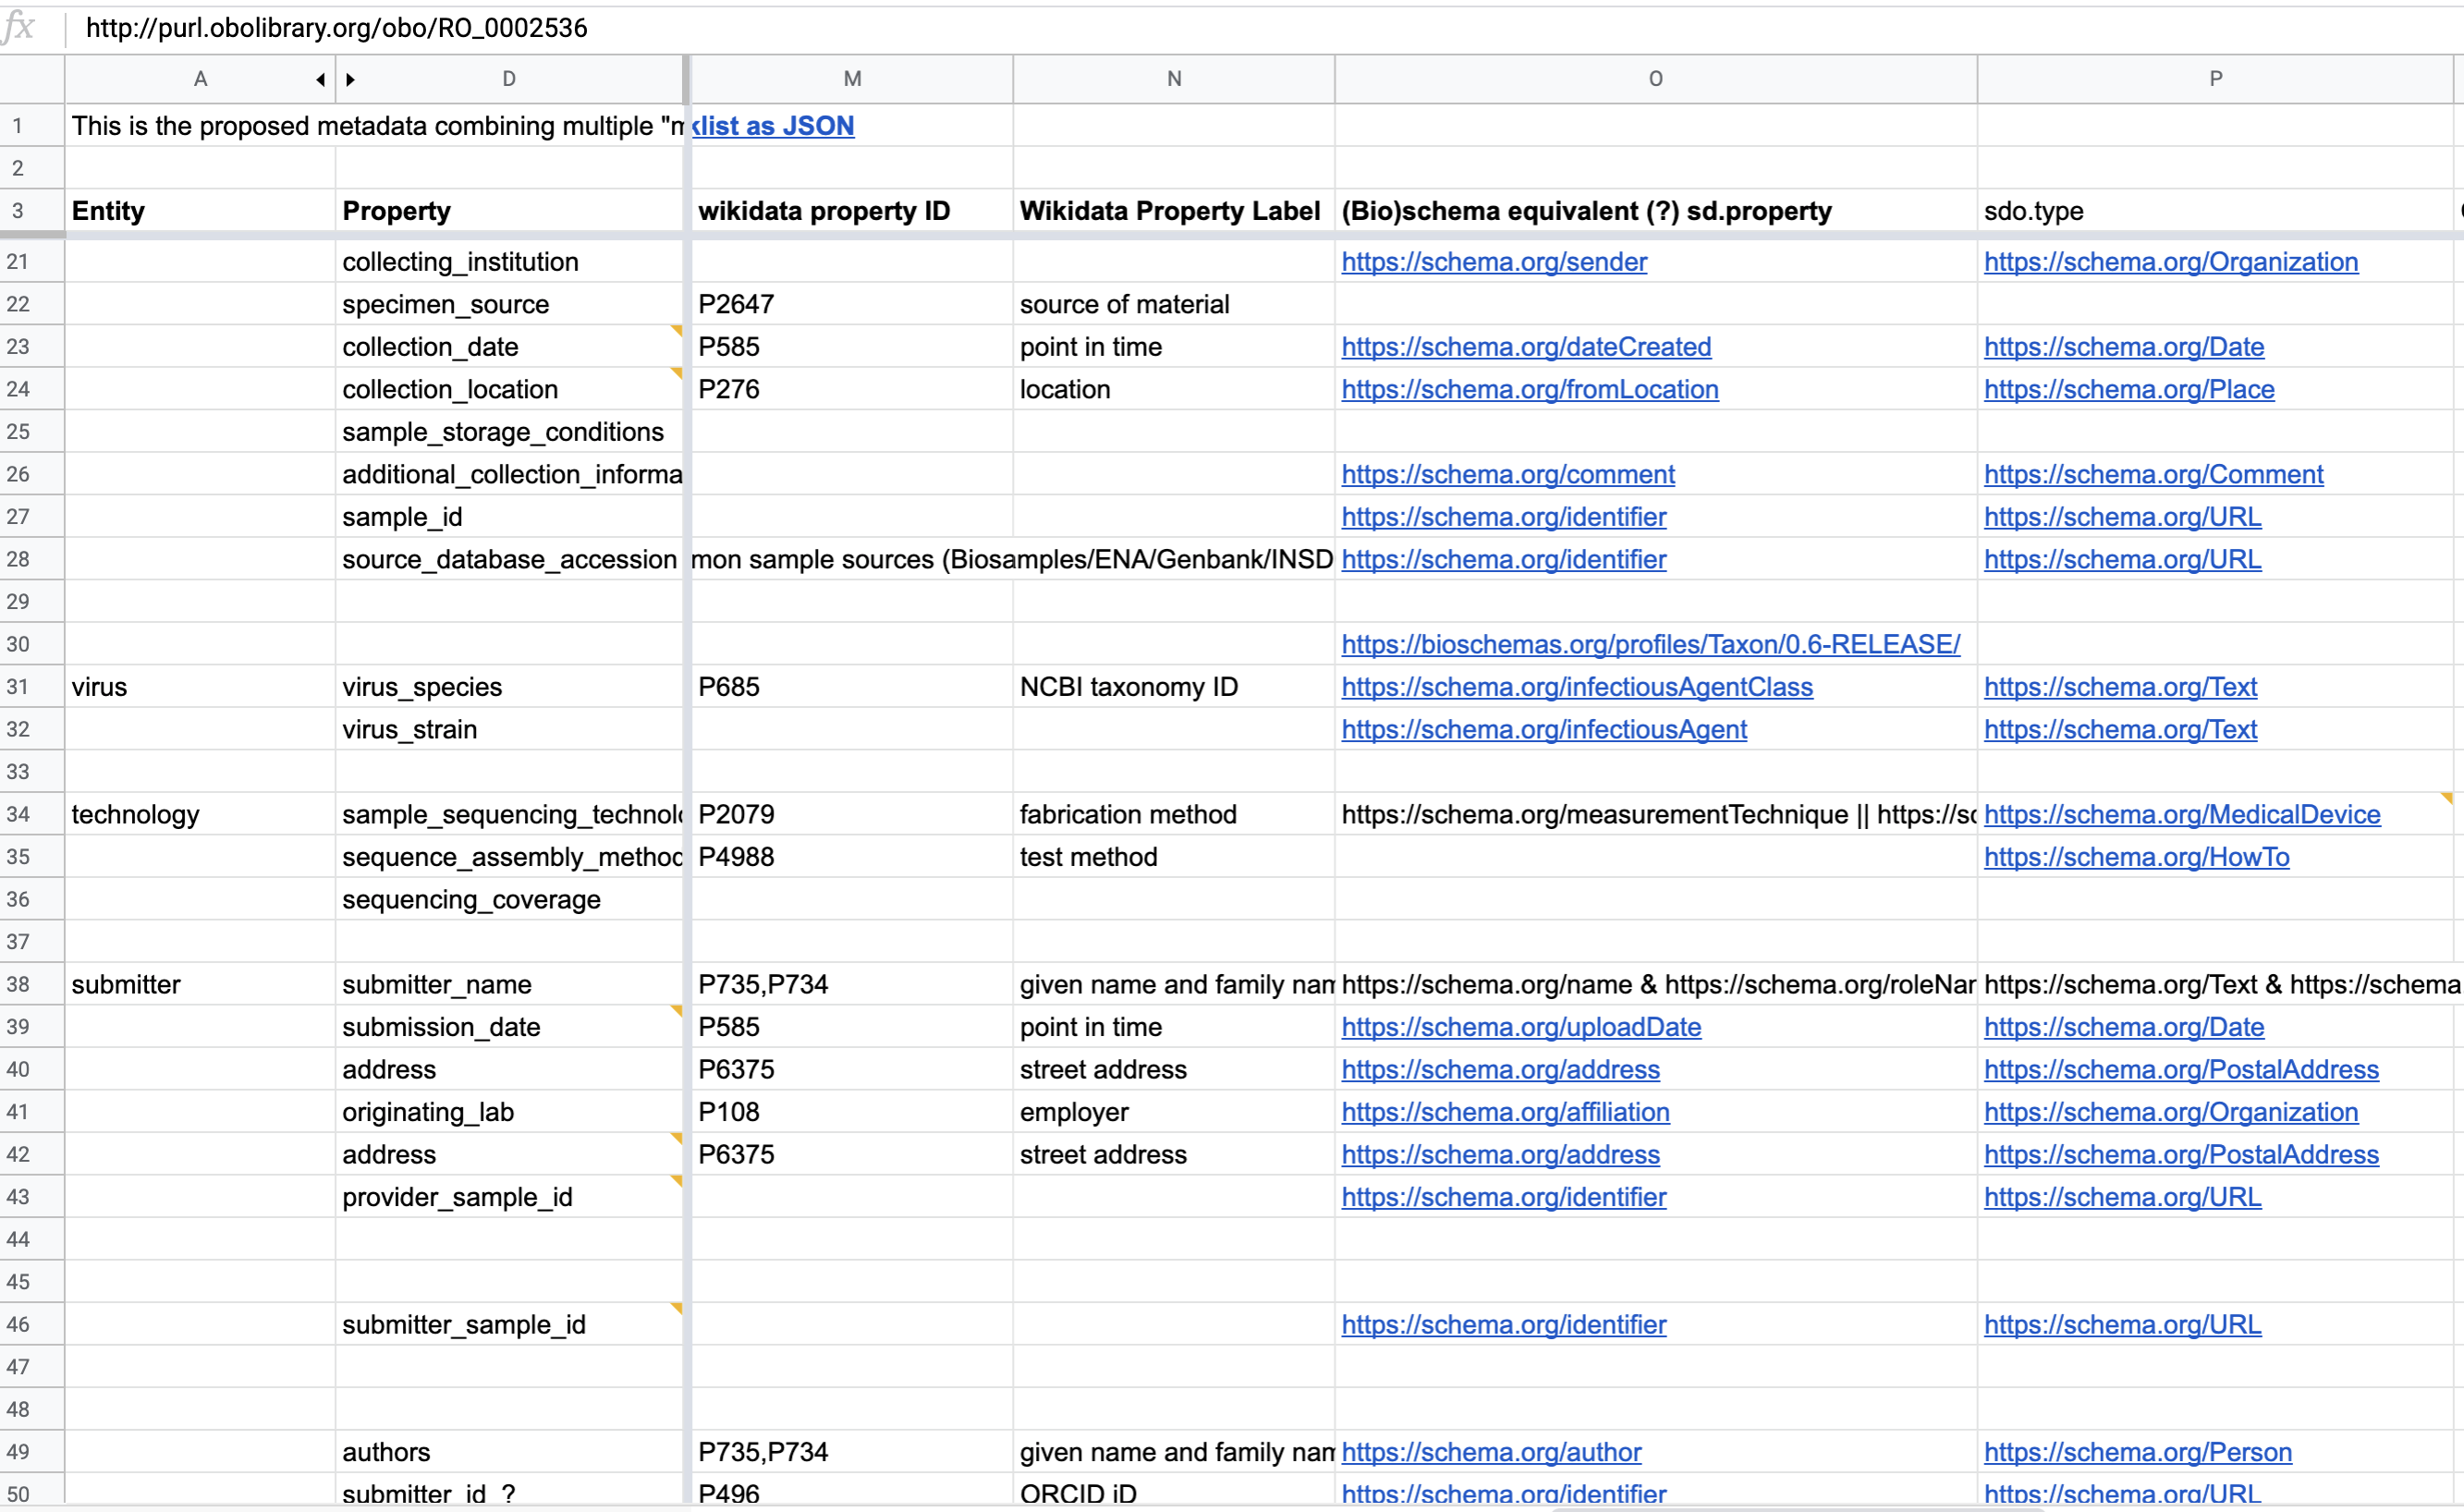 fx http://purl.obolibrary.org/obo/RO_0002536
A D M N O P
1 This is the proposed metadata combining multiple "m klist as JSON
2
3 Entity Property wikidata property ID Wikidata Property Label (Bio)schema equivalent (?) sd.property sdo.type
21 collecting_institution https://schema.org/sender https://schema.org/Organization
22 specimen_source P2647 source of material
23 collection_date P585 point in time https://schema.org/dateCreated https://schema.org/Date
24 collection_location P276 location https://schema.org/fromLocation https://schema.org/Place
25 sample_storage_conditions
26 additional_collection_informa https://schema.org/comment https://schema.org/Comment
27 sample_id https://schema.org/identifier https://schema.org/URL
28 source_database_accession mon sample sources (Biosamples/ENA/Genbank/INSD https://schema.org/identifier https://schema.org/URL
29
30 https://bioschemas.org/profiles/Taxon/0.6-RELEASE/
31 virus virus_species P685 NCBI taxonomy ID https://schema.org/infectiousAgentClass https://schema.org/Text
32 virus_strain https://schema.org/infectiousAgent https://schema.org/Text
33
34 technology sample_sequencing_technol P2079 fabrication method https://schema.org/measurementTechnique || https://sc https://schema.org/MedicalDevice
35 sequence_assembly_method P4988 test method https://schema.org/HowTo
36 sequencing_coverage
37
38 submitter submitter_name P735,P734 given name and family nam https://schema.org/name & https://schema.org/roleNar https://schema.org/Text & https://schema
39 submission_date P585 point in time https://schema.org/uploadDate https://schema.org/Date
40 address P6375 street address https://schema.org/address https://schema.org/PostalAddress
41 originating_lab P108 employer https://schema.org/affiliation https://schema.org/Organization
42 address P6375 street address https://schema.org/address https://schema.org/PostalAddress
43 provider_sample_id https://schema.org/identifier https://schema.org/URL
44
45
46 submitter_sample_id https://schema.org/identifier https://schema.org/URL
47
48
49 authors P735,P734 given name and family nam https://schema.org/author https://schema.org/Person
50 submitter_id_? P496 ORCID iD https://schema.org/identifier https://schema.org/URL